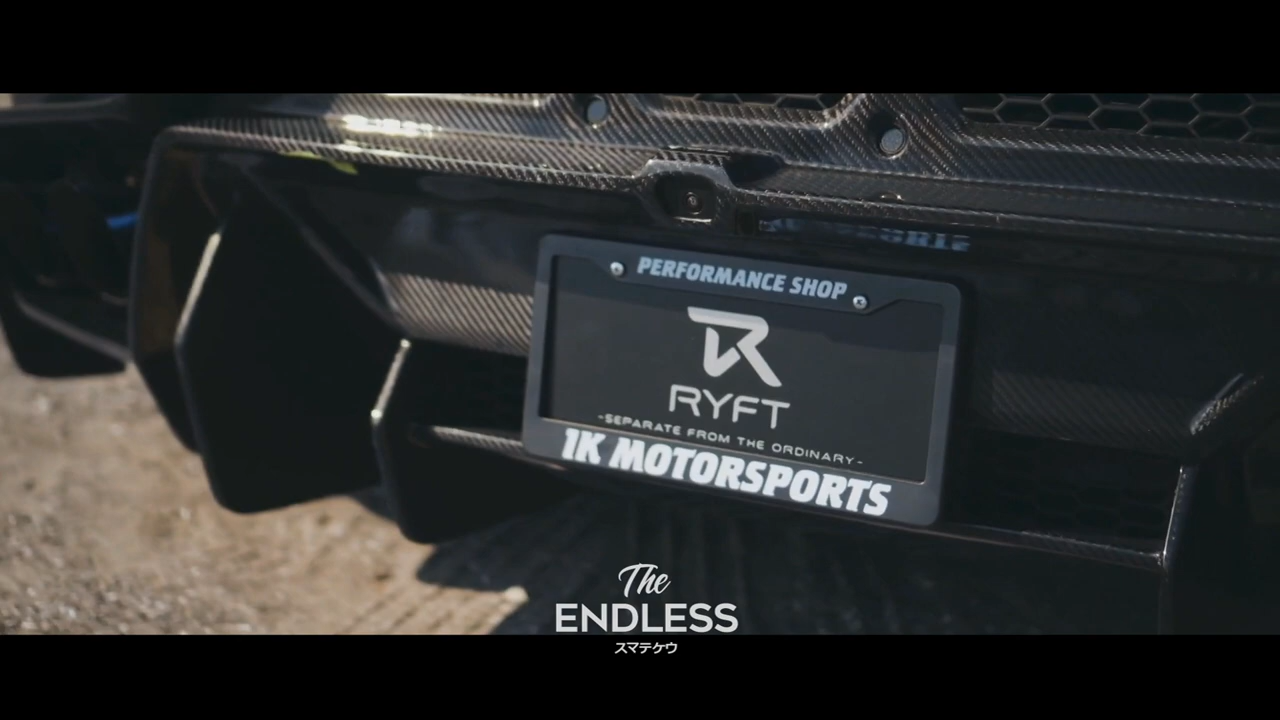 PERFORMANCE SHOP
RYFT
-SEPARATE FROM THE ORDINARY-
1K MOTORSPORTS
The
ENDLESS
スマテケウ